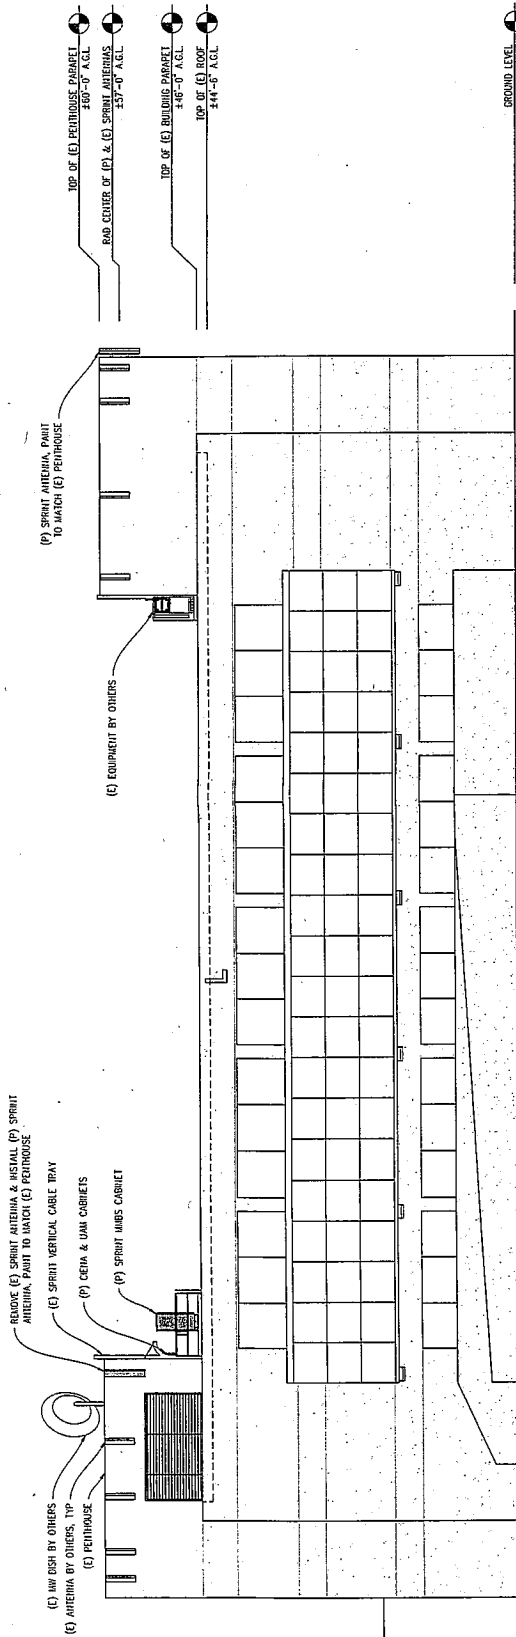 TOP OF (E) PENTHOUSE PARAPET
±60'-0" A.G.L.
RAD CENTER OF (P) & (E) SPRINT ANTENNAS
±57'-0" A.G.L.
TOP OF (E) BUILDING PARAPET
±46'-0" A.G.L.
TOP OF (E) ROOF
±44'-6" A.G.L.
GROUND LEVEL
(P) SPRINT ANTENNA, PAINT
TO MATCH (E) PENTHOUSE
(E) EQUIPMENT BY OTHERS
REMOVE (E) SPRINT ANTENNA & INSTALL (P) SPRINT
ANTENNA, PAINT TO MATCH (E) PENTHOUSE
(E) SPRINT VERTICAL CABLE TRAY
(P) CIENA & UAM CABINETS
(P) SPRINT MMBS CABINET
(E) MW DISH BY OTHERS
(E) ANTENNA BY OTHERS, TYP
(E) PENTHOUSE